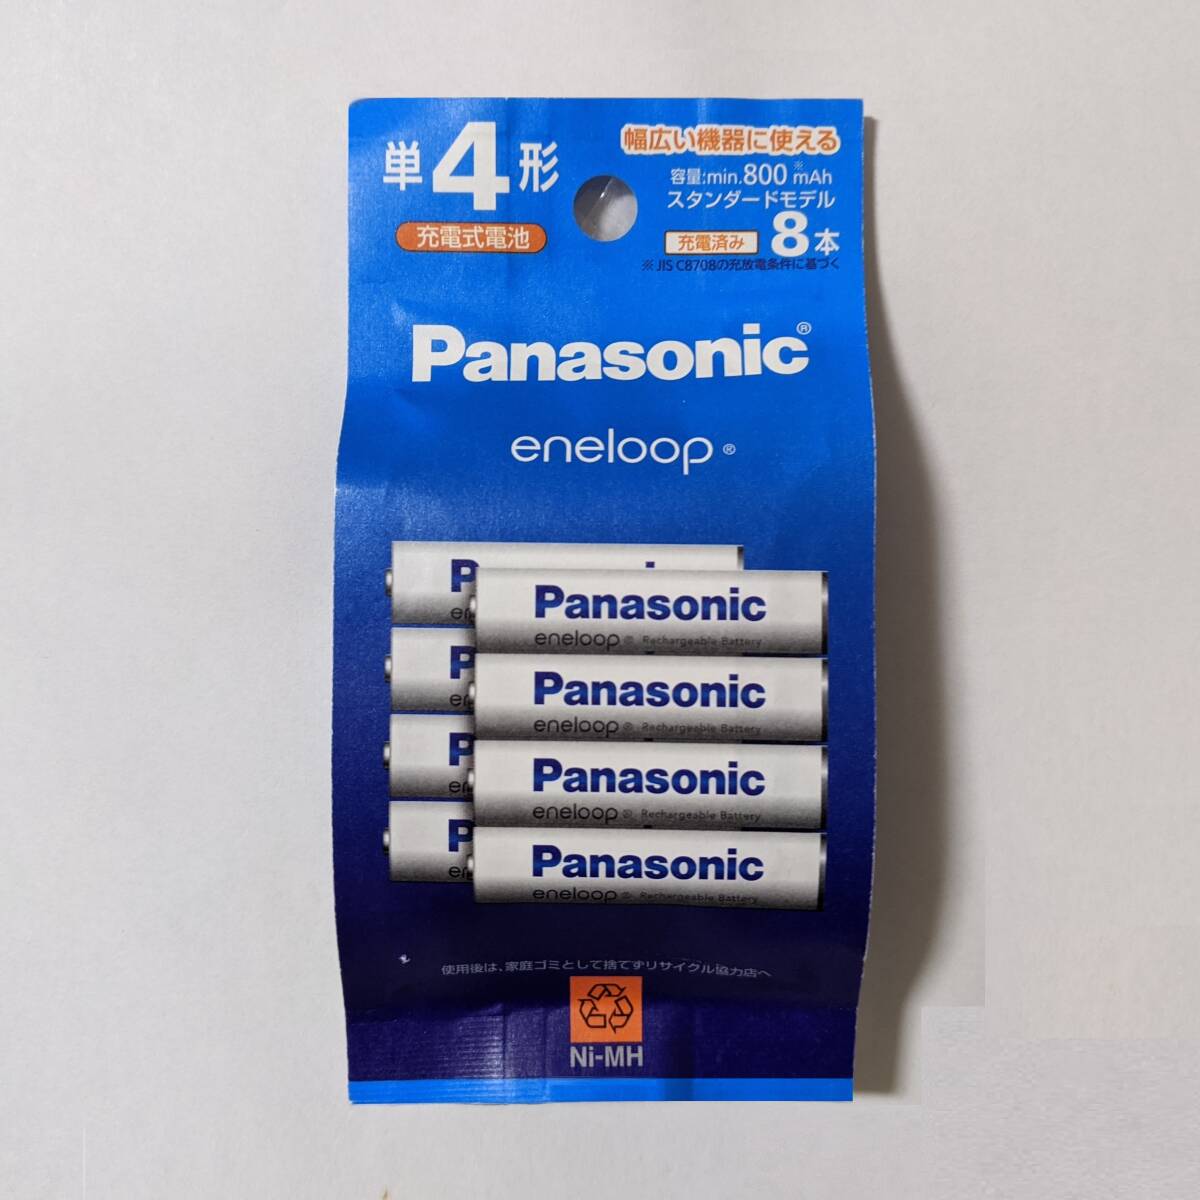 単4形
充電式電池
幅広い機器に使える
容量:min.800※mAh
スタンダードモデル
充電済み 8本
※JIS C8708の充放電条件に基づく
Panasonic®
eneloop®
P
en
Panasonic
eneloop® Rechargeable Battery
P
en
Panasonic
eneloop® Rechargeable Battery
P
en
Panasonic
eneloop® Rechargeable Battery
P
en
Panasonic
eneloop® Rechargeable Battery
使用後は、家庭ゴミとして捨てずリサイクル協力店へ
Ni-MH